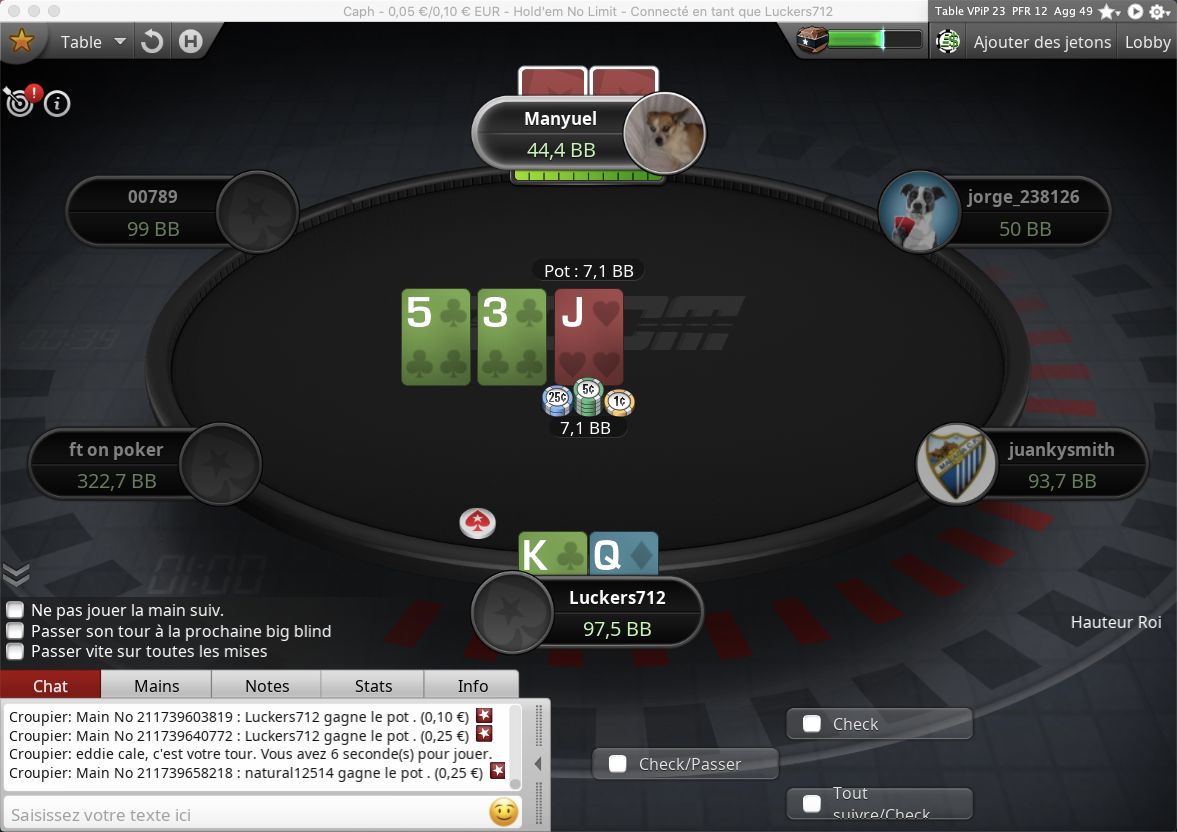 Caph - 0,05 €/0,10 € EUR - Hold'em No Limit - Connecté en tant que Luckers712
Table VPiP 23 PFR 12 Agg 49
Table
H
Ajouter des jetons
Lobby
!
i
Manyuel
44,4 BB
00789
99 BB
jorge_238126
50 BB
Pot : 7,1 BB
5
3
J
25¢
5¢
1¢
7,1 BB
00:39
ft on poker
322,7 BB
juankysmith
93,7 BB
01:00
K
Q
Luckers712
97,5 BB
Hauteur Roi
Ne pas jouer la main suiv.
Passer son tour à la prochaine big blind
Passer vite sur toutes les mises
Chat
Mains
Notes
Stats
Info
Croupier: Main No 211739603819 : Luckers712 gagne le pot . (0,10 €)
Croupier: Main No 211739640772 : Luckers712 gagne le pot . (0,25 €)
Croupier: eddie cale, c'est votre tour. Vous avez 6 seconde(s) pour jouer.
Croupier: Main No 211739658218 : natural12514 gagne le pot . (0,25 €)
Saisissez votre texte ici
Check
Check/Passer
Tout
suivre/Check